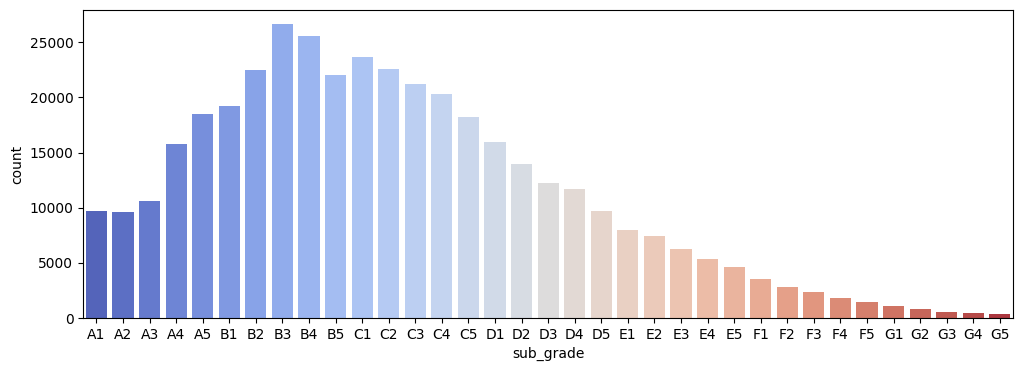 25000
20000
15000
10000
5000
0
count
A1 A2 A3 A4 A5 B1 B2 B3 B4 B5 C1 C2 C3 C4 C5 D1 D2 D3 D4 D5 E1 E2 E3 E4 E5 F1 F2 F3 F4 F5 G1 G2 G3 G4 G5
sub_grade